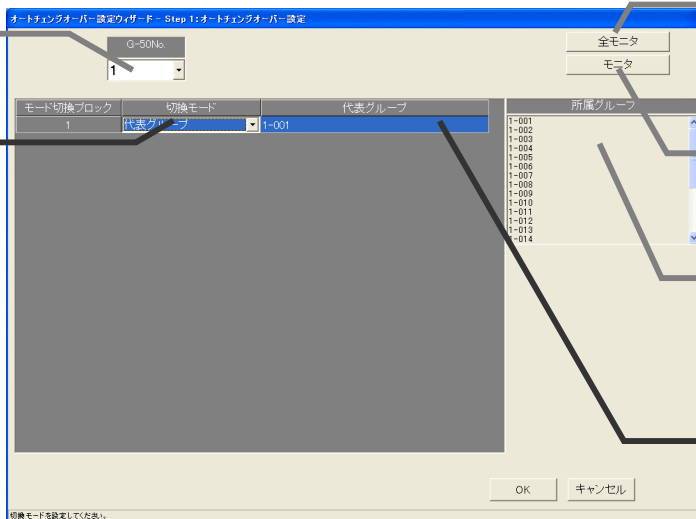 オートチェンジオーバー設定ウィザード - Step 1:オートチェンジオーバー設定
G-50No.
1
全モニタ
モニタ
モード切換ブロック 切換モード 代表グループ
1 代表グループ 1-001
所属グループ
1-001
1-002
1-003
1-004
1-005
1-006
1-007
1-008
1-009
1-010
1-011
1-012
1-013
1-014
OK キャンセル
切換モードを設定してください。